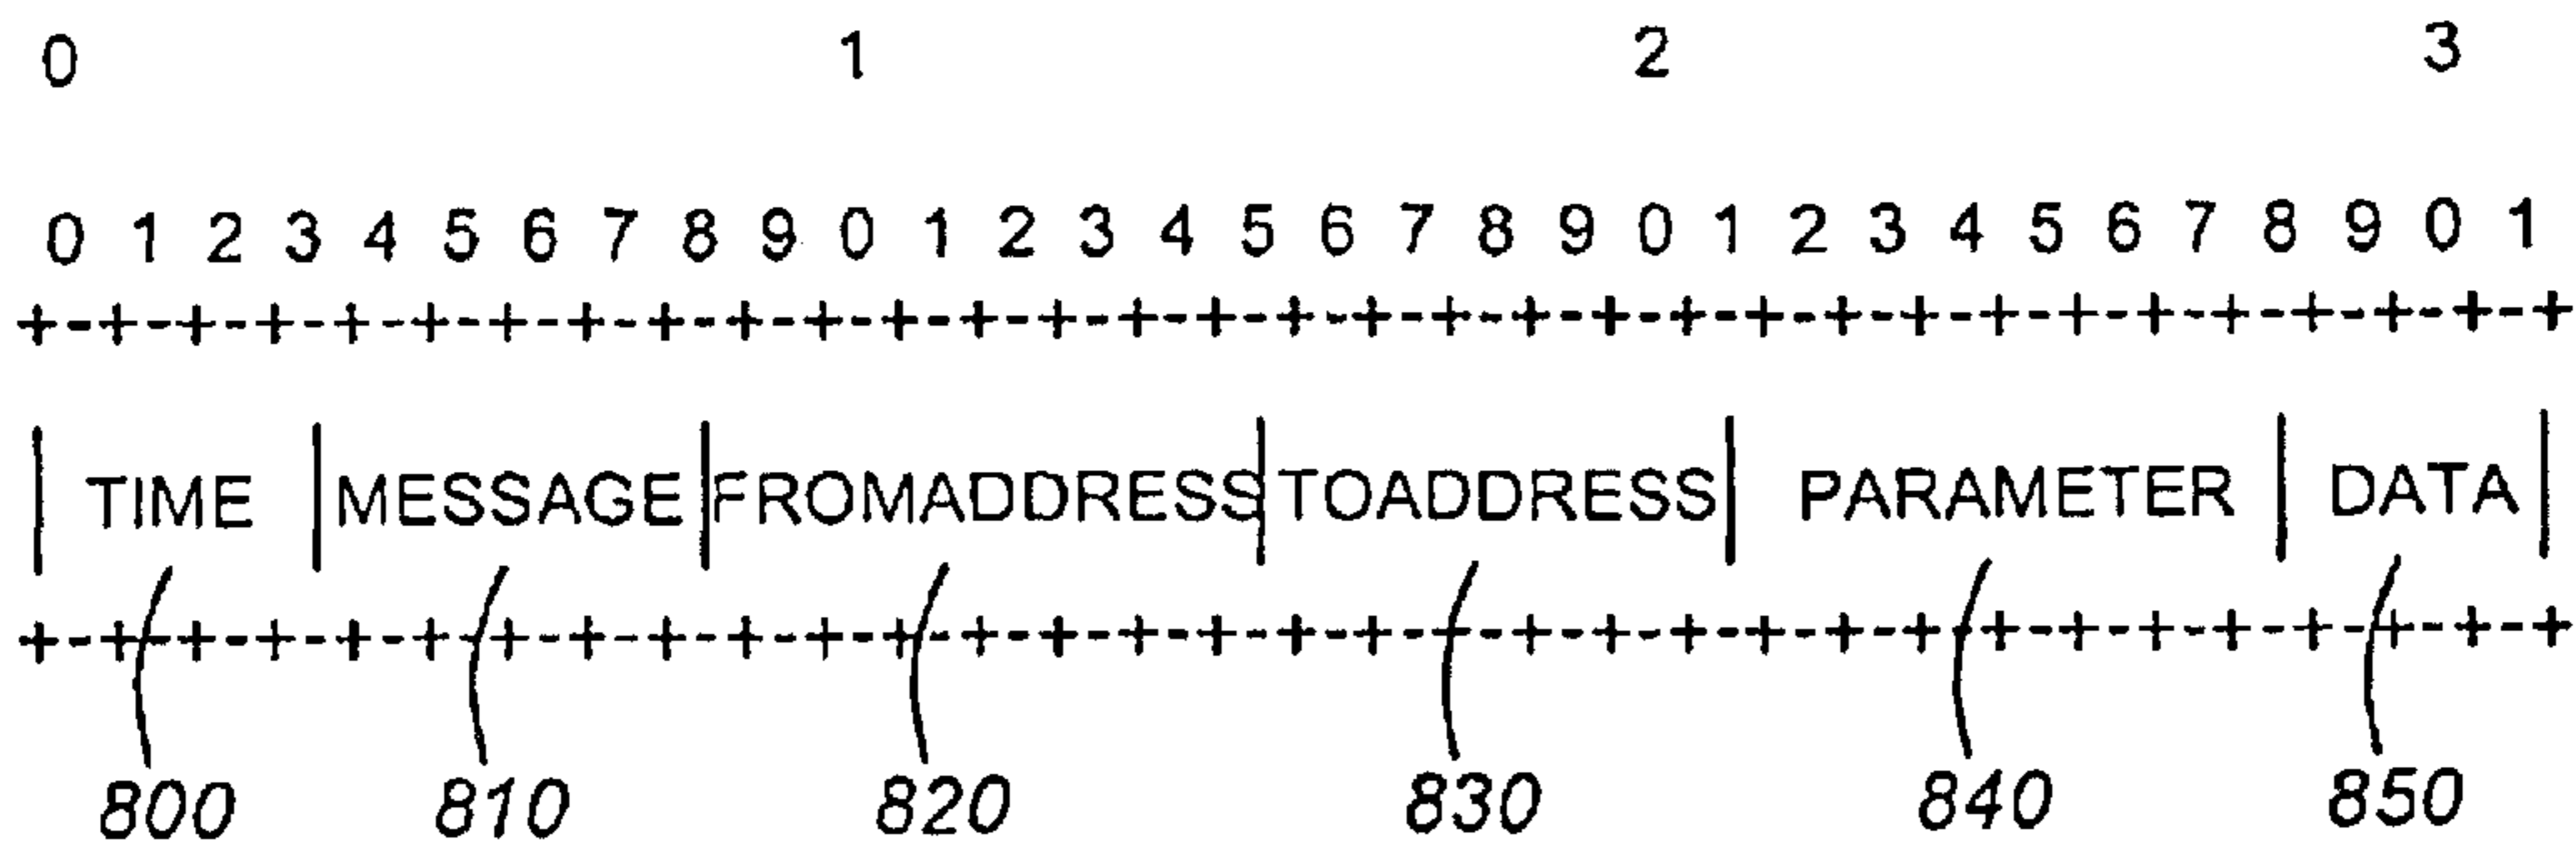 0 1 2 3
0 1 2 3 4 5 6 7 8 9 0 1 2 3 4 5 6 7 8 9 0 1 2 3 4 5 6 7 8 9 0 1
+-+-+-+-+-+-+-+-+-+-+-+-+-+-+-+-+-+-+-+-+-+-+-+-+-+-+-+-+-+-+-+-+
| TIME |MESSAGE|FROMADDRESS|TOADDRESS| PARAMETER | DATA|
+-+-+-+-+-+-+-+-+-+-+-+-+-+-+-+-+-+-+-+-+-+-+-+-+-+-+-+-+-+-+-+-+
800 810 820 830 840 850